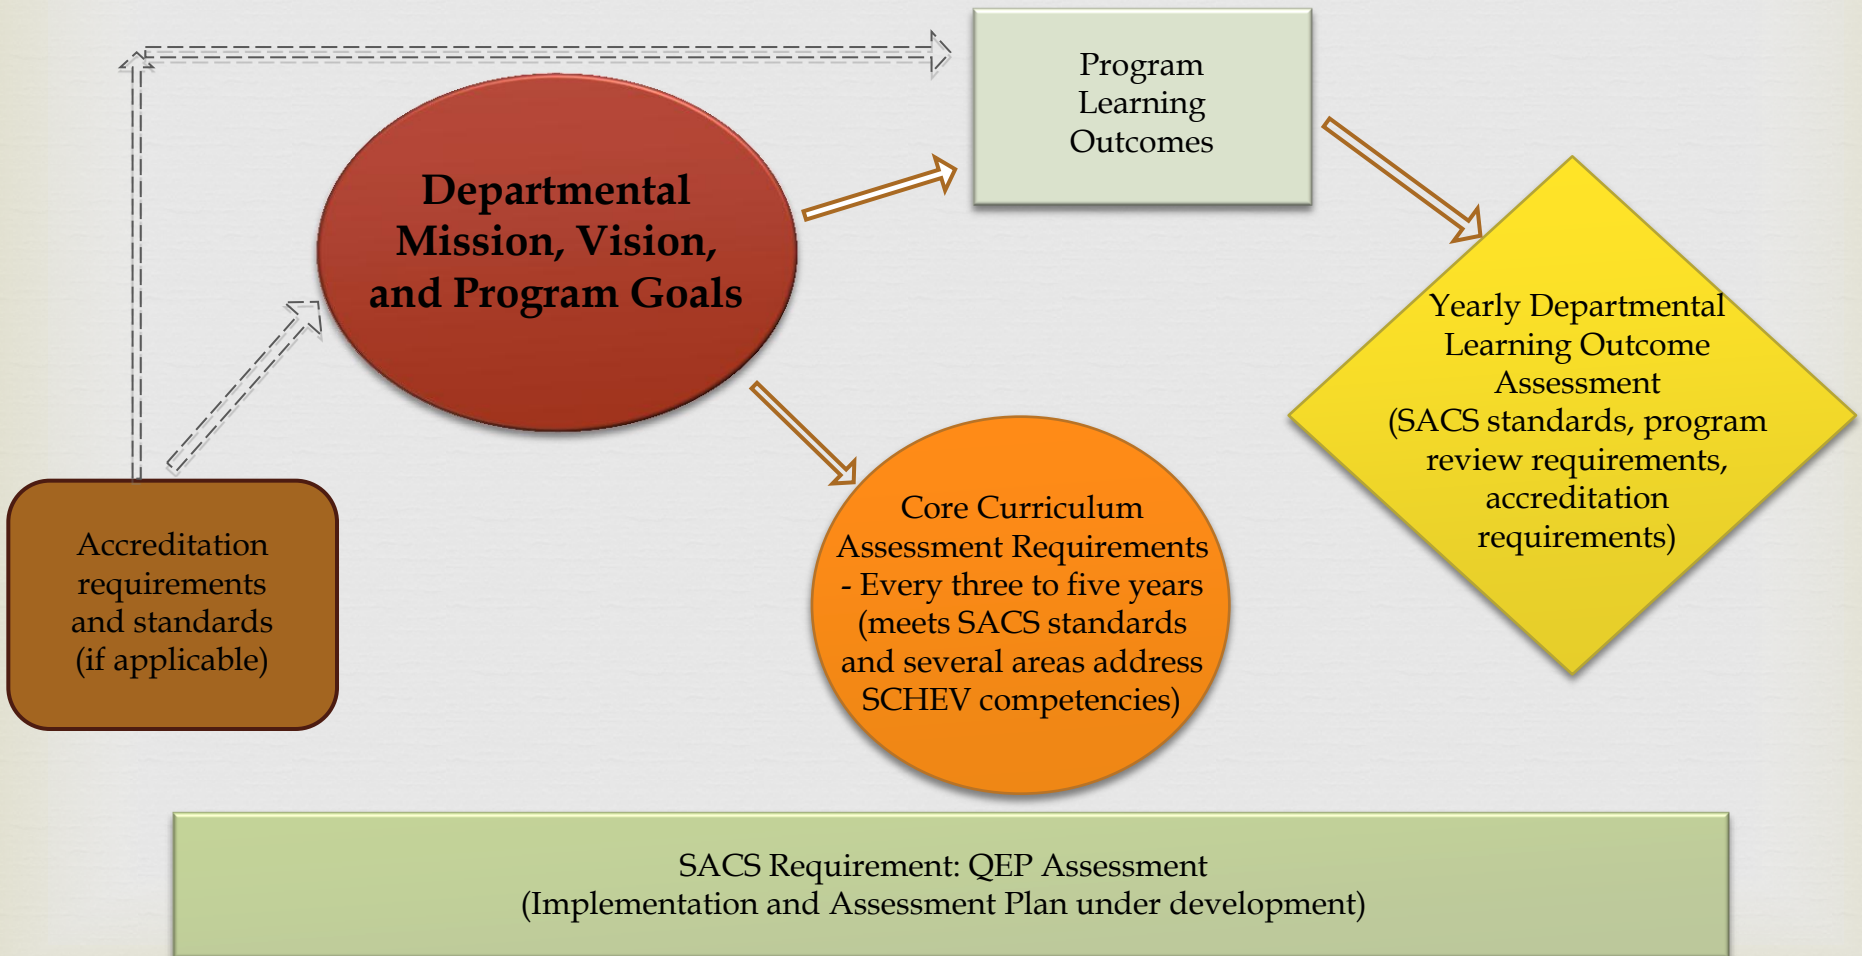 Program
Learning
Outcomes
Departmental
Mission, Vision,
and Program Goals
Yearly Departmental
Learning Outcome
Assessment
(SACS standards, program
review requirements,
accreditation
requirements)
Accreditation
requirements
and standards
(if applicable)
Core Curriculum
Assessment Requirements
- Every three to five years
(meets SACS standards
and several areas address
SCHEV competencies)
SACS Requirement: QEP Assessment
(Implementation and Assessment Plan under development)